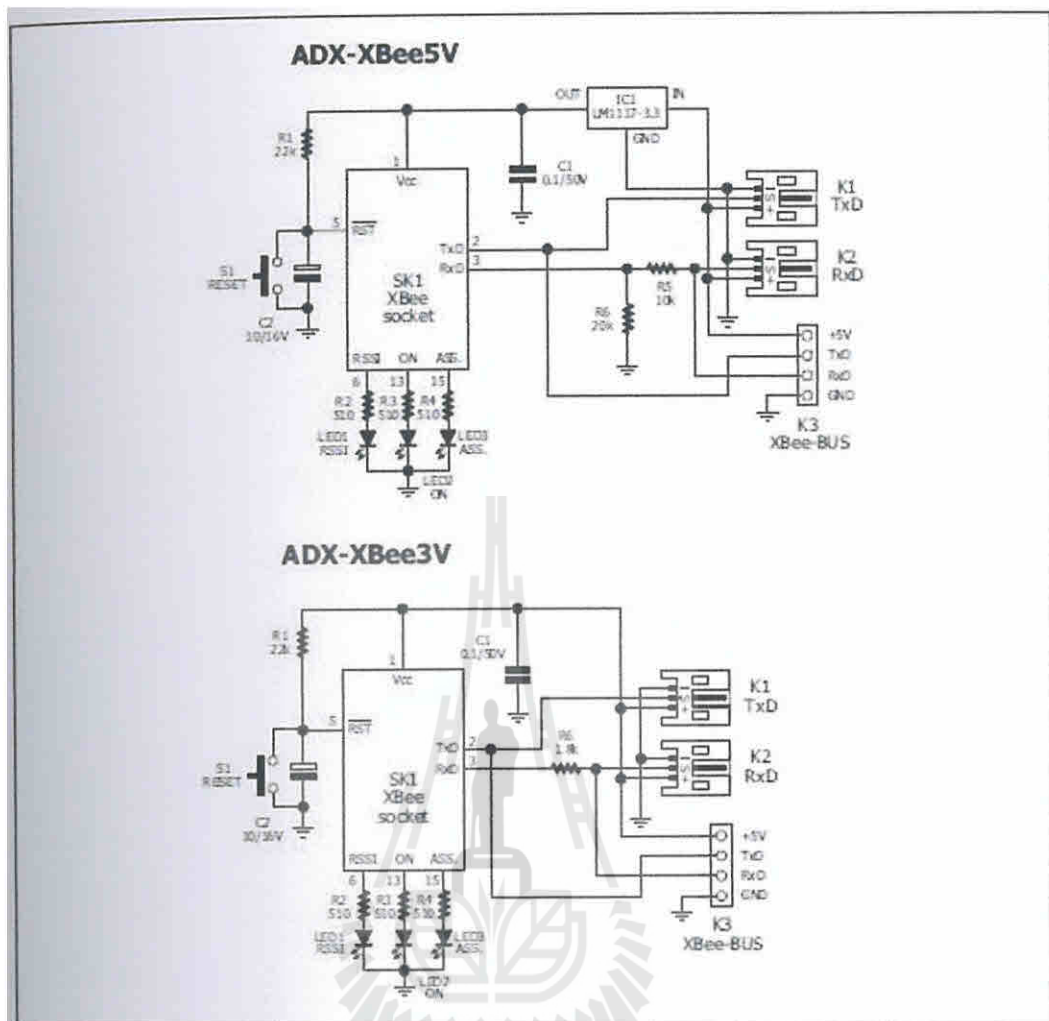 ADX-XBee5V
OUT
IC1
LM1117-3.3
IN
GND
R1
22k
1
Vcc
C1
0.1/50V
K1
TxD
- S +
5
RST
TxD
2
RxD
3
K2
RxD
- S +
S1
RESET
SK1
XBee
socket
R5
10k
R6
20k
C2
10/16V
+5V
TxD
RxD
GND
RSSI
ON
ASS.
6
13
15
R2
510
R3
510
R4
510
K3
XBee-BUS
LED1
RSSI
LED3
ASS.
LED2
ON
ADX-XBee3V
R1
22k
1
Vcc
C1
0.1/50V
K1
TxD
- S +
5
RST
TxD
2
RxD
3
R6
1.8k
K2
RxD
- S +
S1
RESET
SK1
XBee
socket
C2
10/16V
+5V
TxD
RxD
GND
RSSI
ON
ASS.
6
13
15
R2
510
R3
510
R4
510
K3
XBee-BUS
LED1
RSSI
LED3
ASS.
LED2
ON